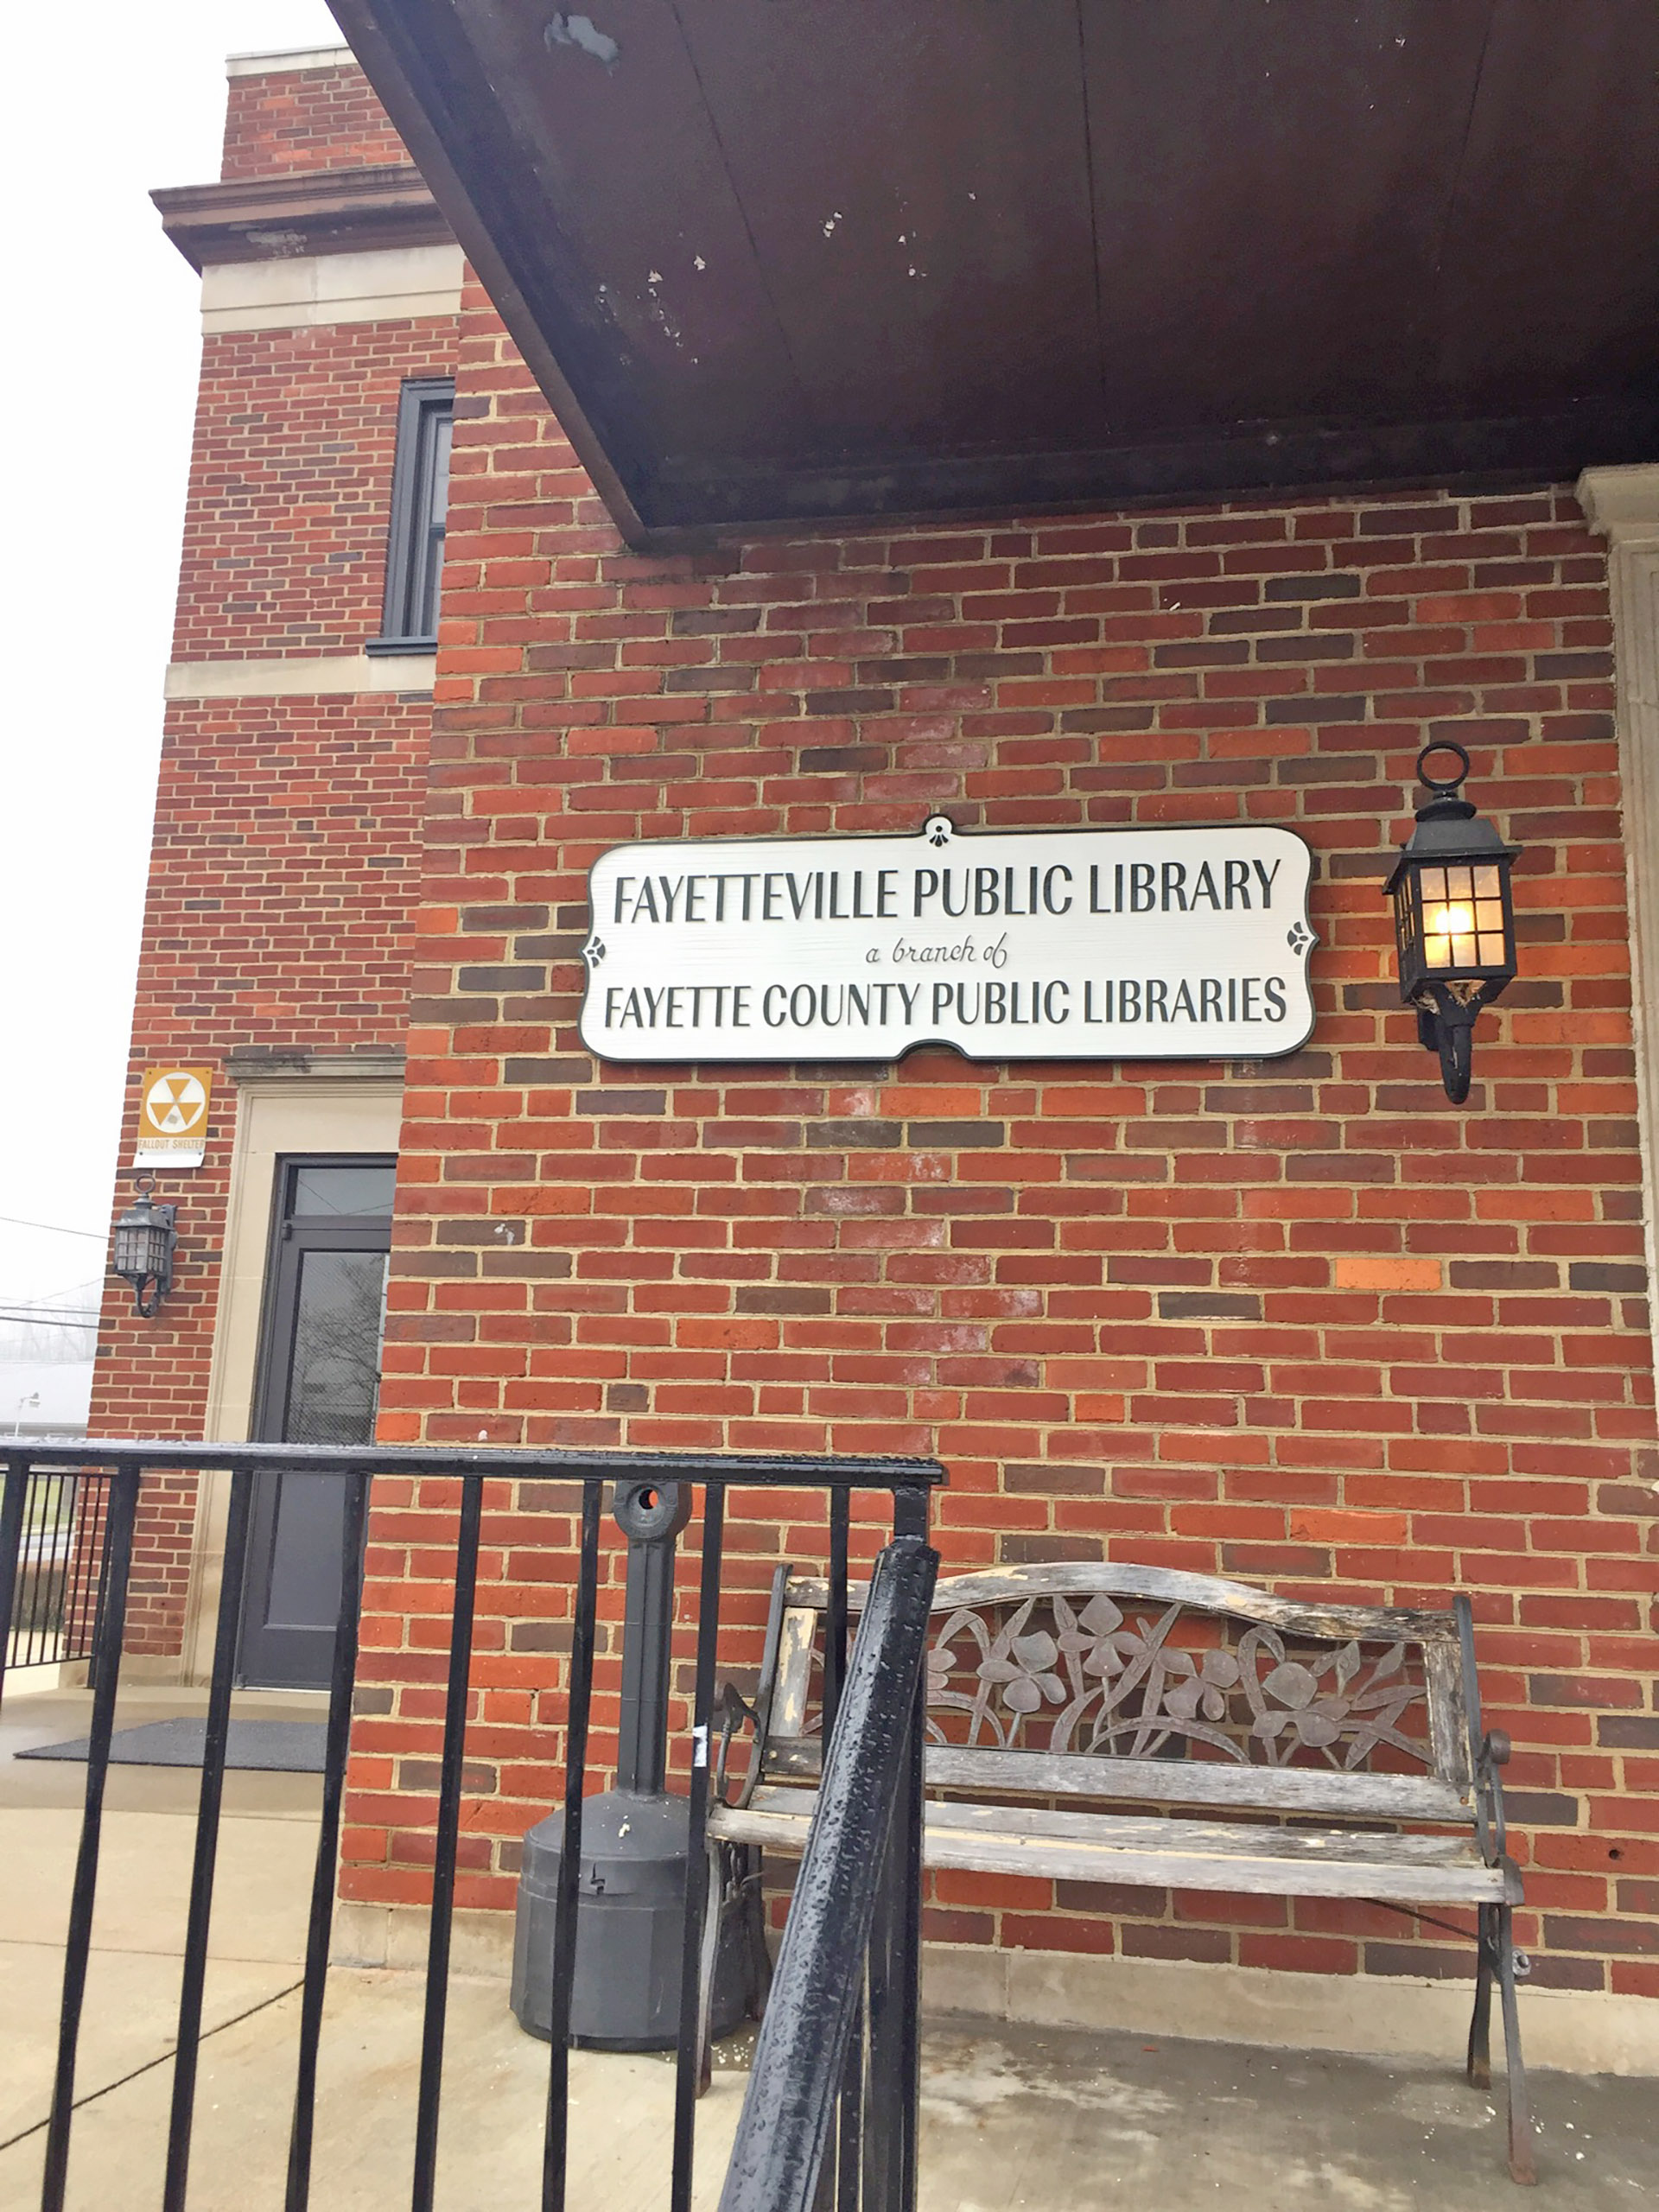 FAYETTEVILLE PUBLIC LIBRARY
a branch of
FAYETTE COUNTY PUBLIC LIBRARIES
FALLOUT SHELTER